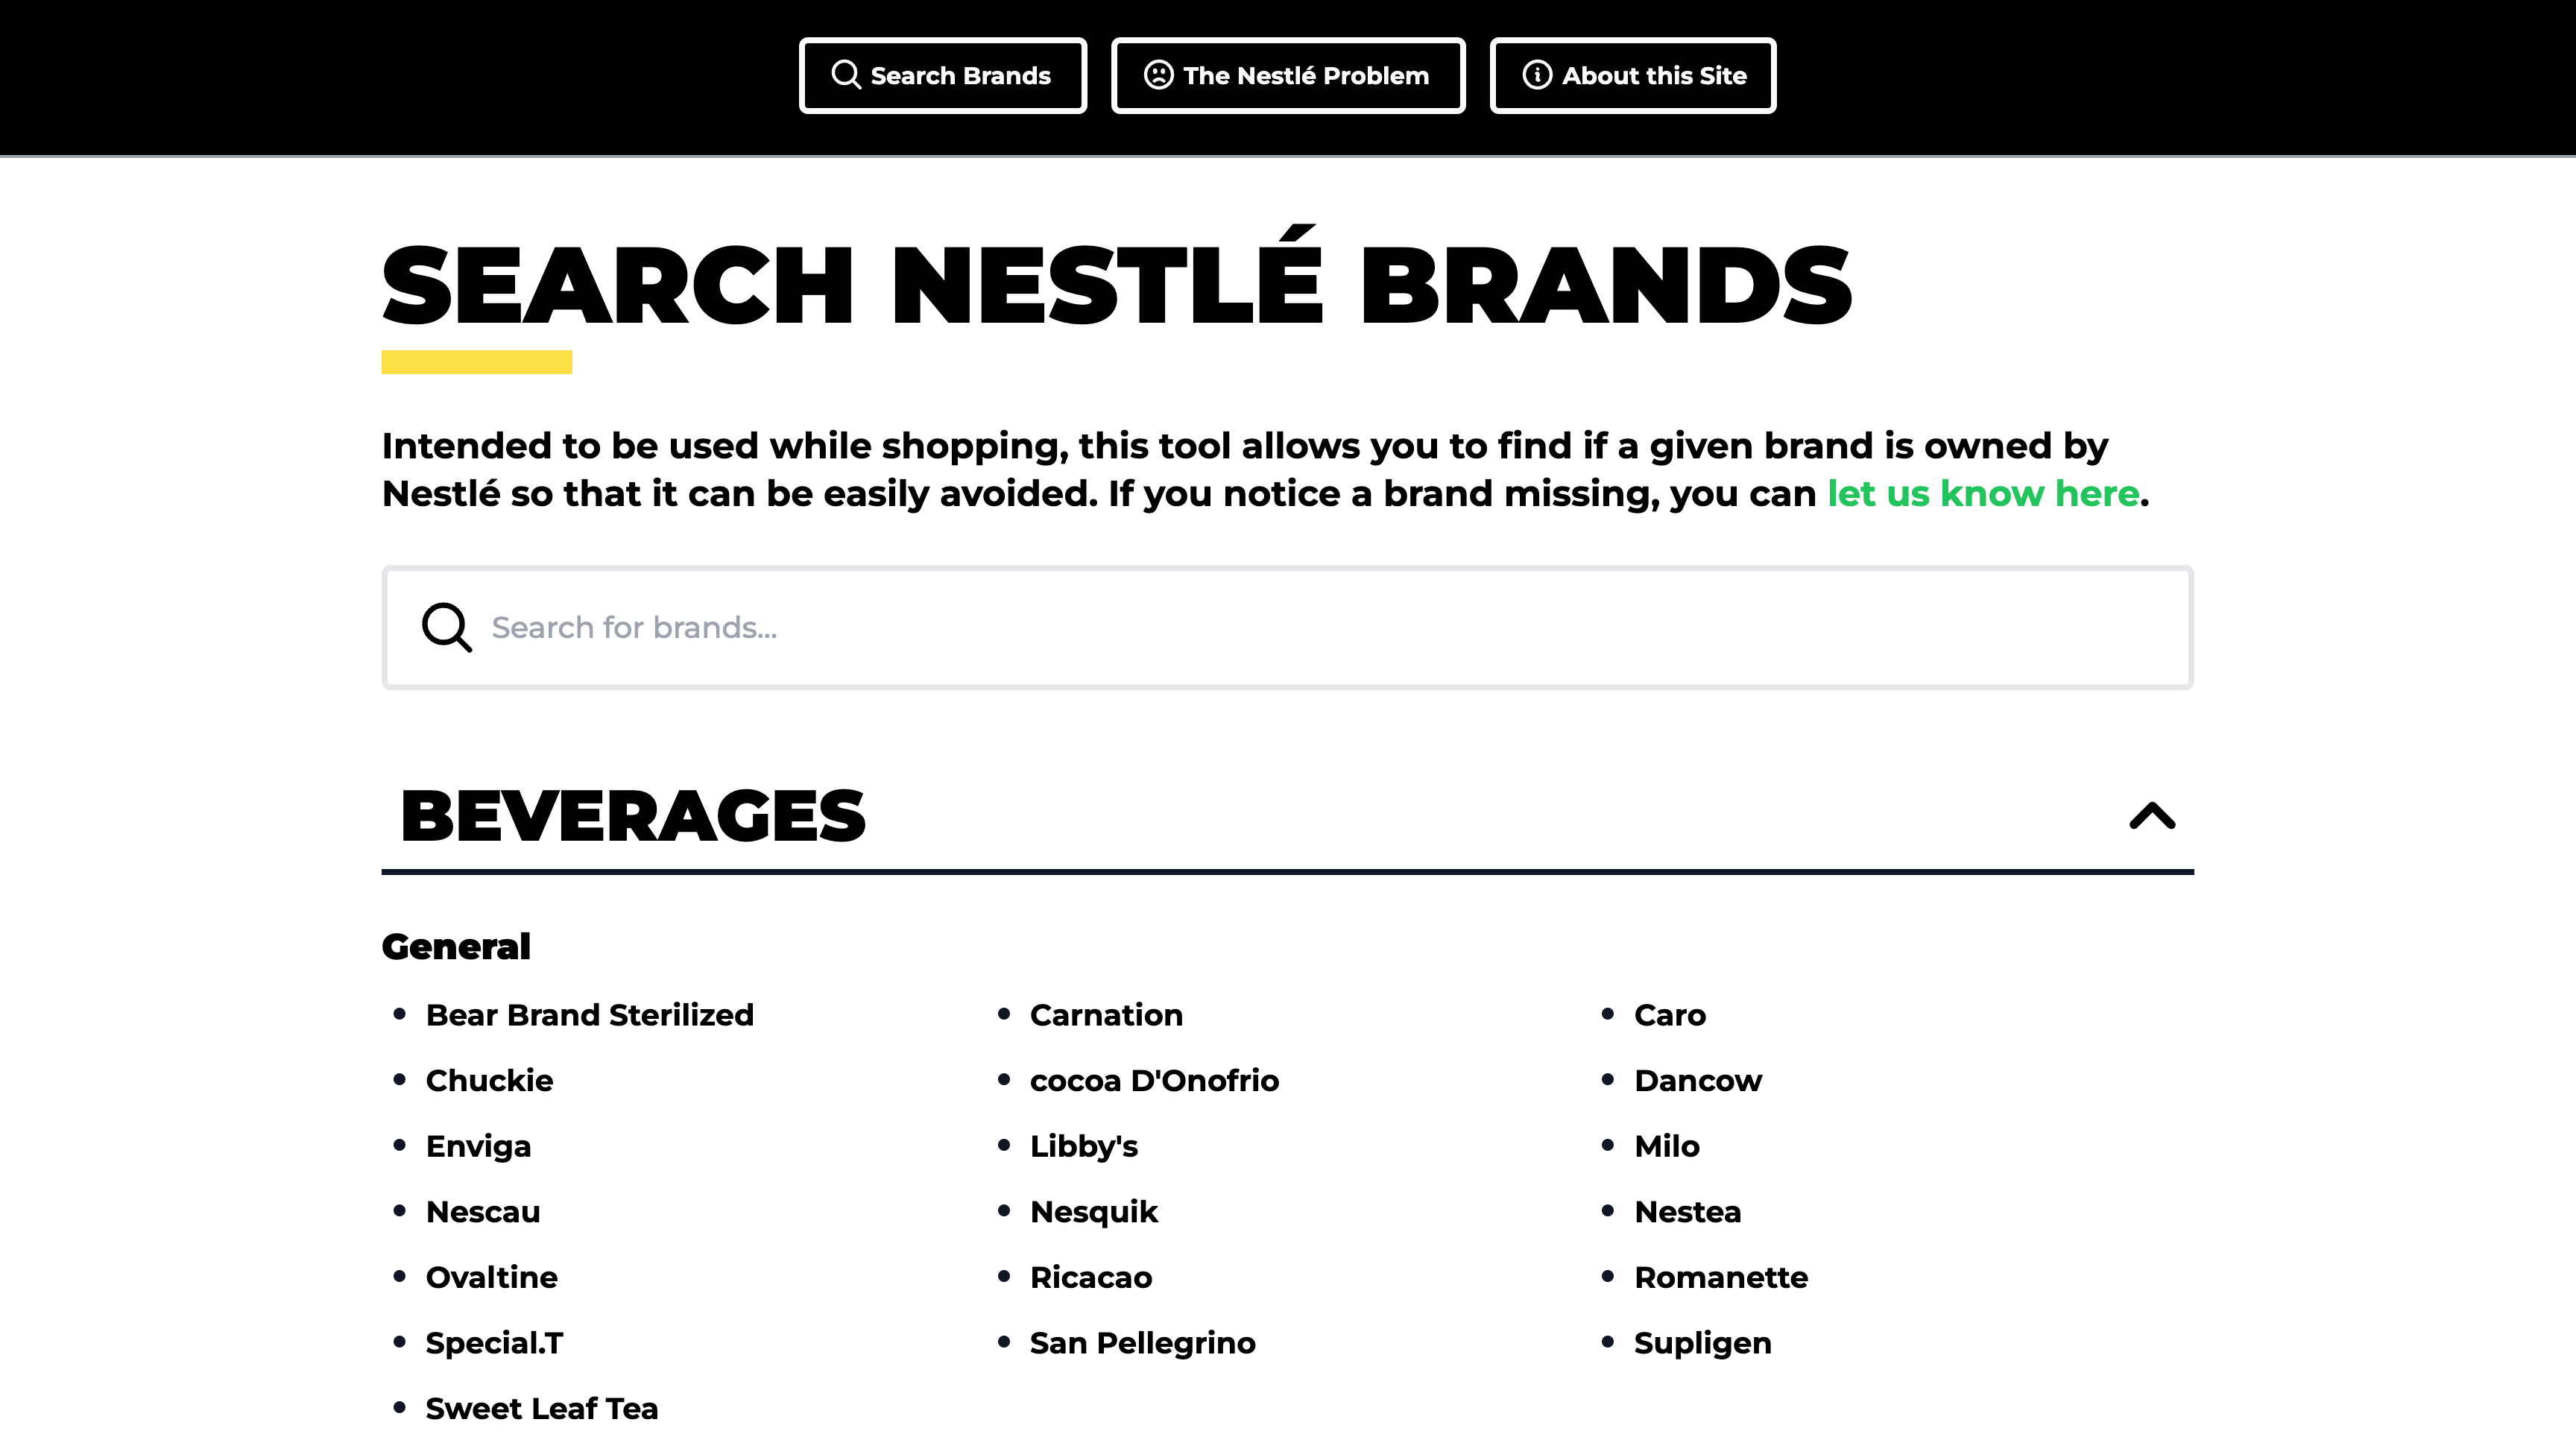 Search Brands
The Nestlé Problem
About this Site
SEARCH NESTLÉ BRANDS
Intended to be used while shopping, this tool allows you to find if a given brand is owned by
Nestlé so that it can be easily avoided. If you notice a brand missing, you can let us know here.
Search for brands...
BEVERAGES
General
Bear Brand Sterilized
Carnation
Caro
Chuckie
cocoa D'Onofrio
Dancow
Enviga
Libby's
Milo
Nescau
Nesquik
Nestea
Ovaltine
Ricacao
Romanette
Special.T
San Pellegrino
Supligen
Sweet Leaf Tea